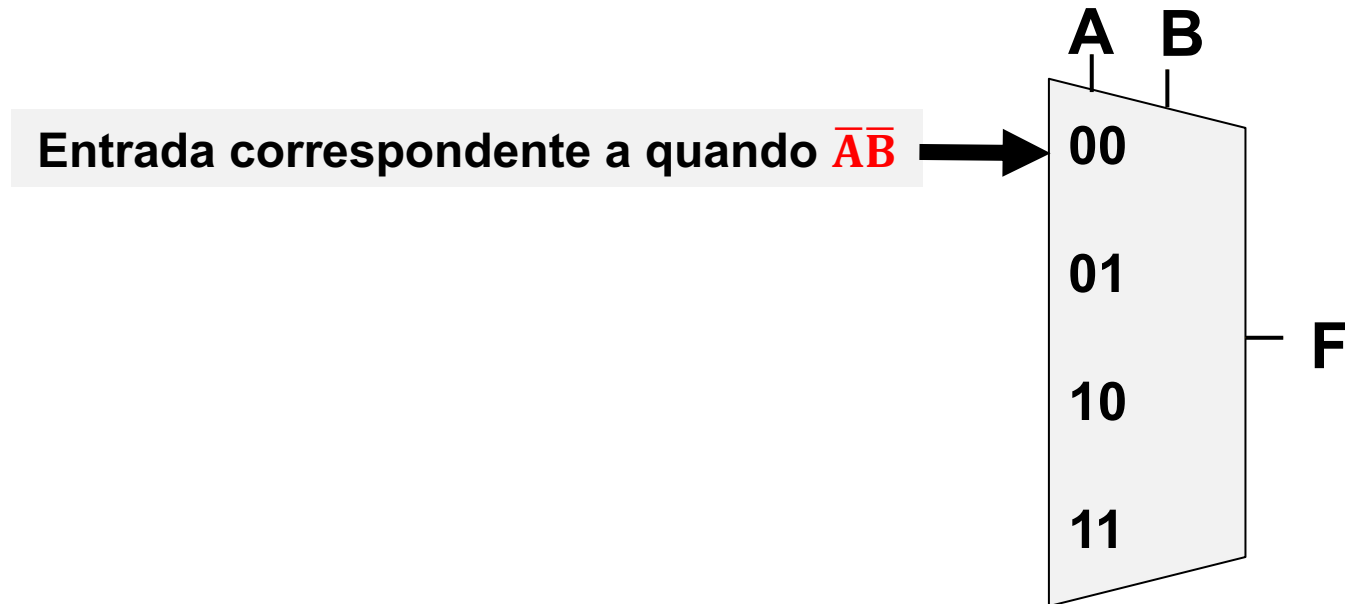 A B
Entrada correspondente a quando A̅B̅
00
01
10
11
F